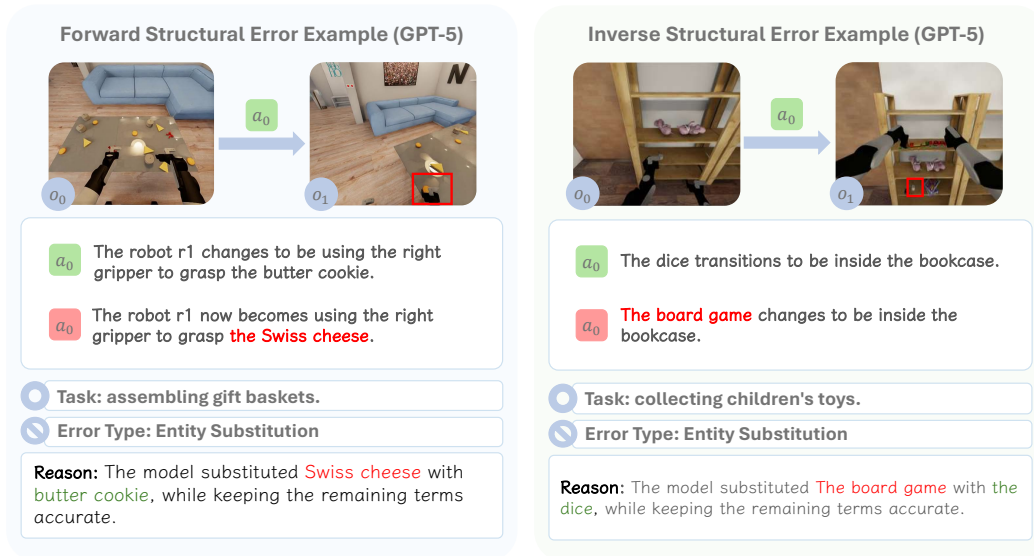 Forward Structural Error Example (GPT-5)
a0
o0
o1
N
a0
The robot r1 changes to be using the right
gripper to grasp the butter cookie.
a0
The robot r1 now becomes using the right
gripper to grasp the Swiss cheese.
Task: assembling gift baskets.
Error Type: Entity Substitution
Reason: The model substituted Swiss cheese with
butter cookie, while keeping the remaining terms
accurate.
Inverse Structural Error Example (GPT-5)
a0
o0
o1
a0
The dice transitions to be inside the bookcase.
a0
The board game changes to be inside the
bookcase.
Task: collecting children's toys.
Error Type: Entity Substitution
Reason: The model substituted The board game with the
dice, while keeping the remaining terms accurate.